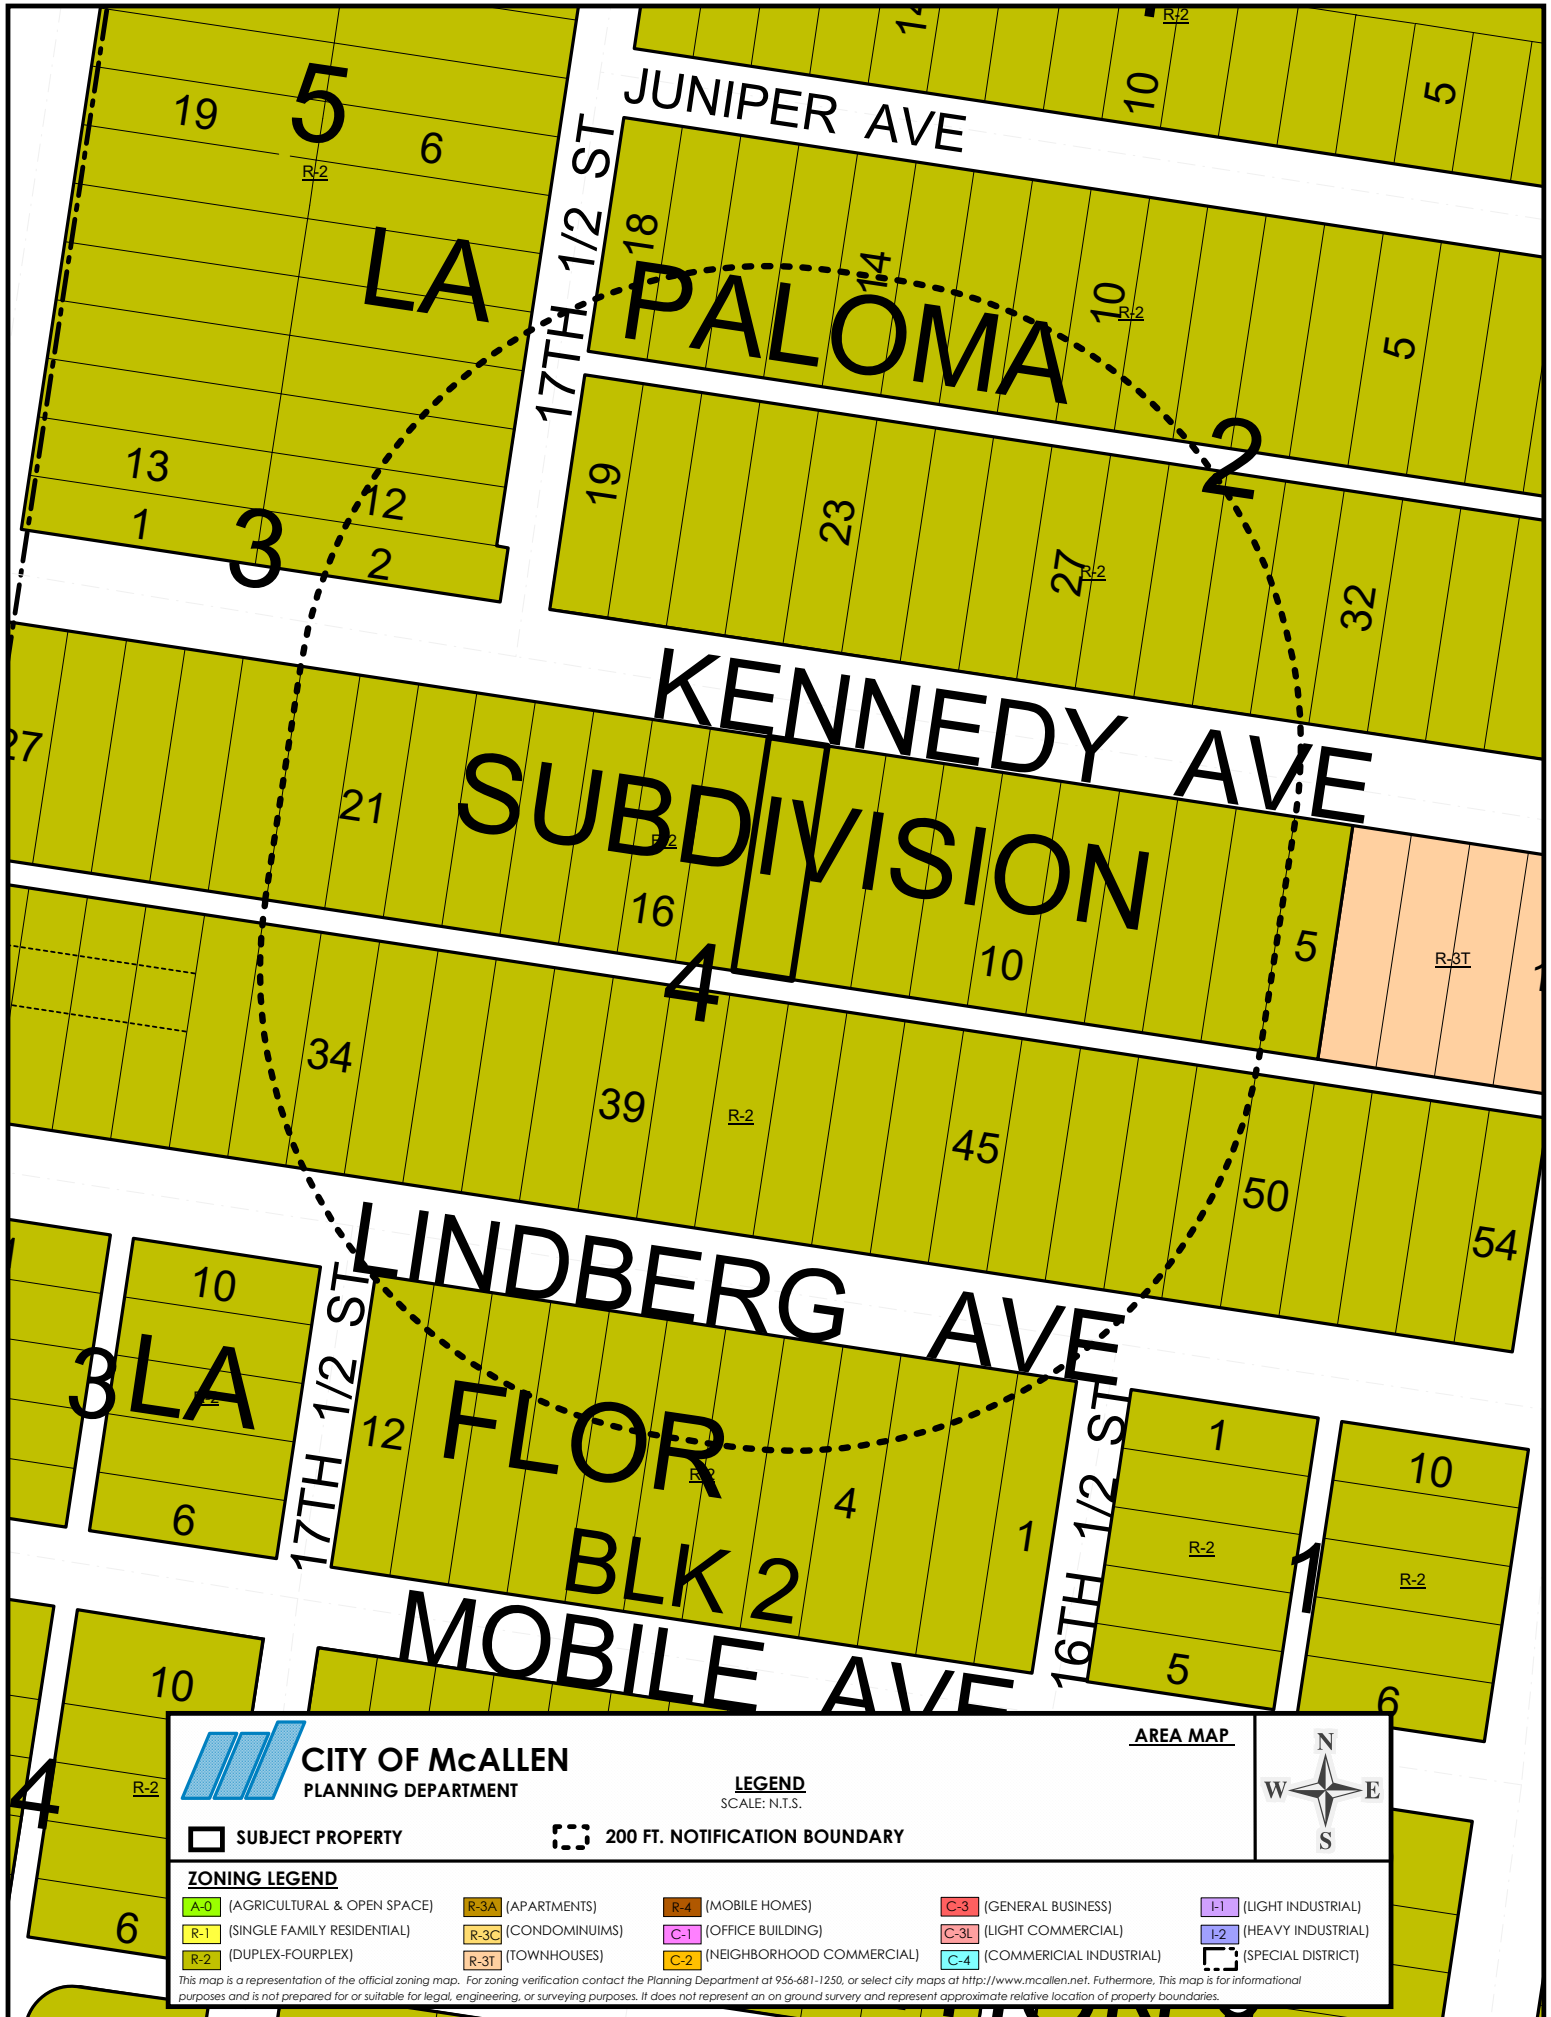 R-2
14
10
5
JUNIPER AVE
19
5
6
R-2
17TH 1/2 ST
18
14
10
R-2
5
LA PALOMA
2
13
12
1
3
2
19
23
27
R-2
32
KENNEDY AVE
27
21
SUBDIVISION
R-2
16
4
10
5
R-3T
34
39
R-2
45
50
54
LINDBERG AVE
10
17TH 1/2 ST
3
LA FLOR
R-2
12
R-2
4
1
BLK 2
6
16TH 1/2 ST
1
10
R-2
1
R-2
5
6
MOBILE AVE
10
4
R-2
6
CITY OF McALLEN
PLANNING DEPARTMENT
AREA MAP
LEGEND
SCALE: N.T.S.
N
W E
S
SUBJECT PROPERTY
200 FT. NOTIFICATION BOUNDARY
ZONING LEGEND
A-0 (AGRICULTURAL & OPEN SPACE) R-3A (APARTMENTS) R-4 (MOBILE HOMES) C-3 (GENERAL BUSINESS) I-1 (LIGHT INDUSTRIAL)
R-1 (SINGLE FAMILY RESIDENTIAL) R-3C (CONDOMINUIMS) C-1 (OFFICE BUILDING) C-3L (LIGHT COMMERCIAL) I-2 (HEAVY INDUSTRIAL)
R-2 (DUPLEX-FOURPLEX) R-3T (TOWNHOUSES) C-2 (NEIGHBORHOOD COMMERCIAL) C-4 (COMMERICIAL INDUSTRIAL) (SPECIAL DISTRICT)
This map is a representation of the official zoning map. For zoning verification contact the Planning Department at 956-681-1250, or select city maps at http://www.mcallen.net. Futhermore, This map is for informational
purposes and is not prepared for or suitable for legal, engineering, or surveying purposes. It does not represent an on ground survey and represent approximate relative location of property boundaries.